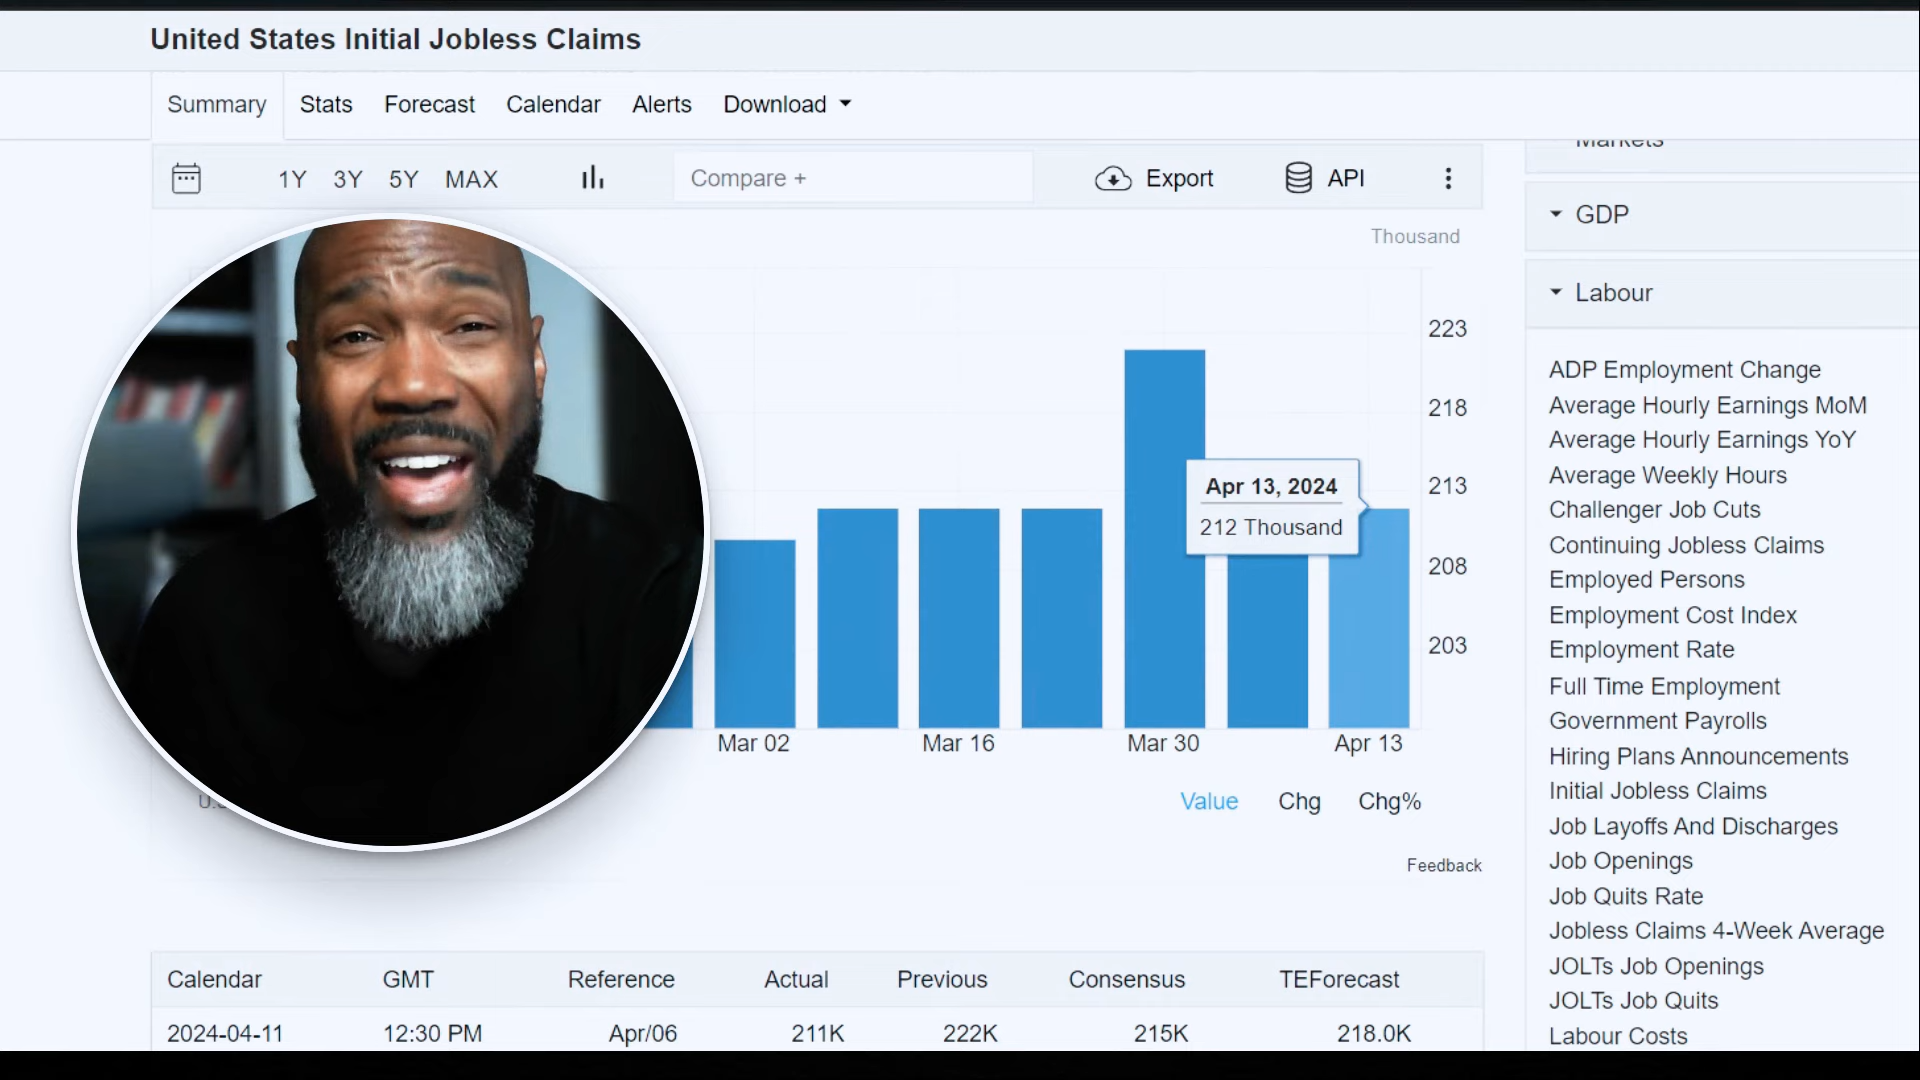 United States Initial Jobless Claims
Summary Stats Forecast Calendar Alerts Download
1Y 3Y 5Y MAX Compare + Export API
Thousand
223
218
213
208
203
Apr 13, 2024
212 Thousand
Mar 02 Mar 16 Mar 30 Apr 13
Value Chg Chg%
Feedback
Calendar GMT Reference Actual Previous Consensus TEForecast
2024-04-11 12:30 PM Apr/06 211K 222K 215K 218.0K
Markets
GDP
Labour
ADP Employment Change
Average Hourly Earnings MoM
Average Hourly Earnings YoY
Average Weekly Hours
Challenger Job Cuts
Continuing Jobless Claims
Employed Persons
Employment Cost Index
Employment Rate
Full Time Employment
Government Payrolls
Hiring Plans Announcements
Initial Jobless Claims
Job Layoffs And Discharges
Job Openings
Job Quits Rate
Jobless Claims 4-Week Average
JOLTs Job Openings
JOLTs Job Quits
Labour Costs